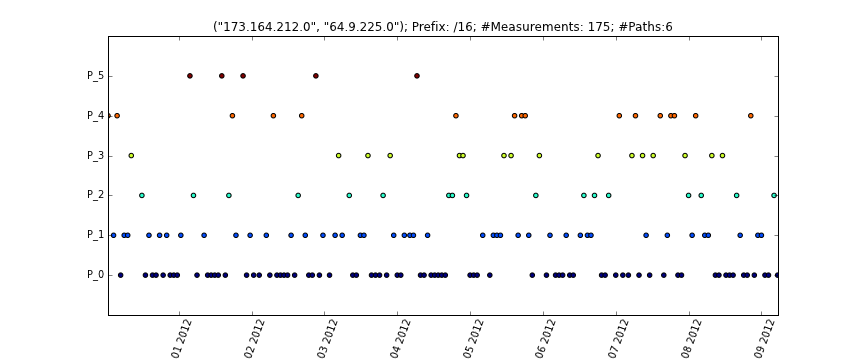 ("173.164.212.0", "64.9.225.0"); Prefix: /16; #Measurements: 175; #Paths:6
P_5
P_4
P_3
P_2
P_1
P_0
01 2012
02 2012
03 2012
04 2012
05 2012
06 2012
07 2012
08 2012
09 2012